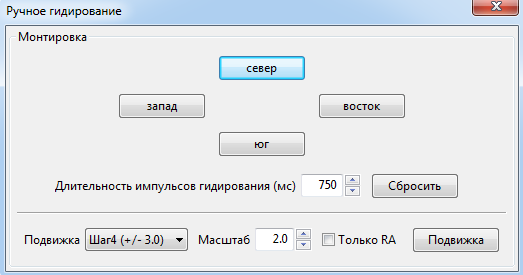 Ручное гидирование
Монтировка
север
запад восток
юг
Длительность импульсов гидирования (мс) 750 Сбросить
Подвижка Шаг4 (+/- 3.0) Масштаб 2.0 Только RA Подвижка